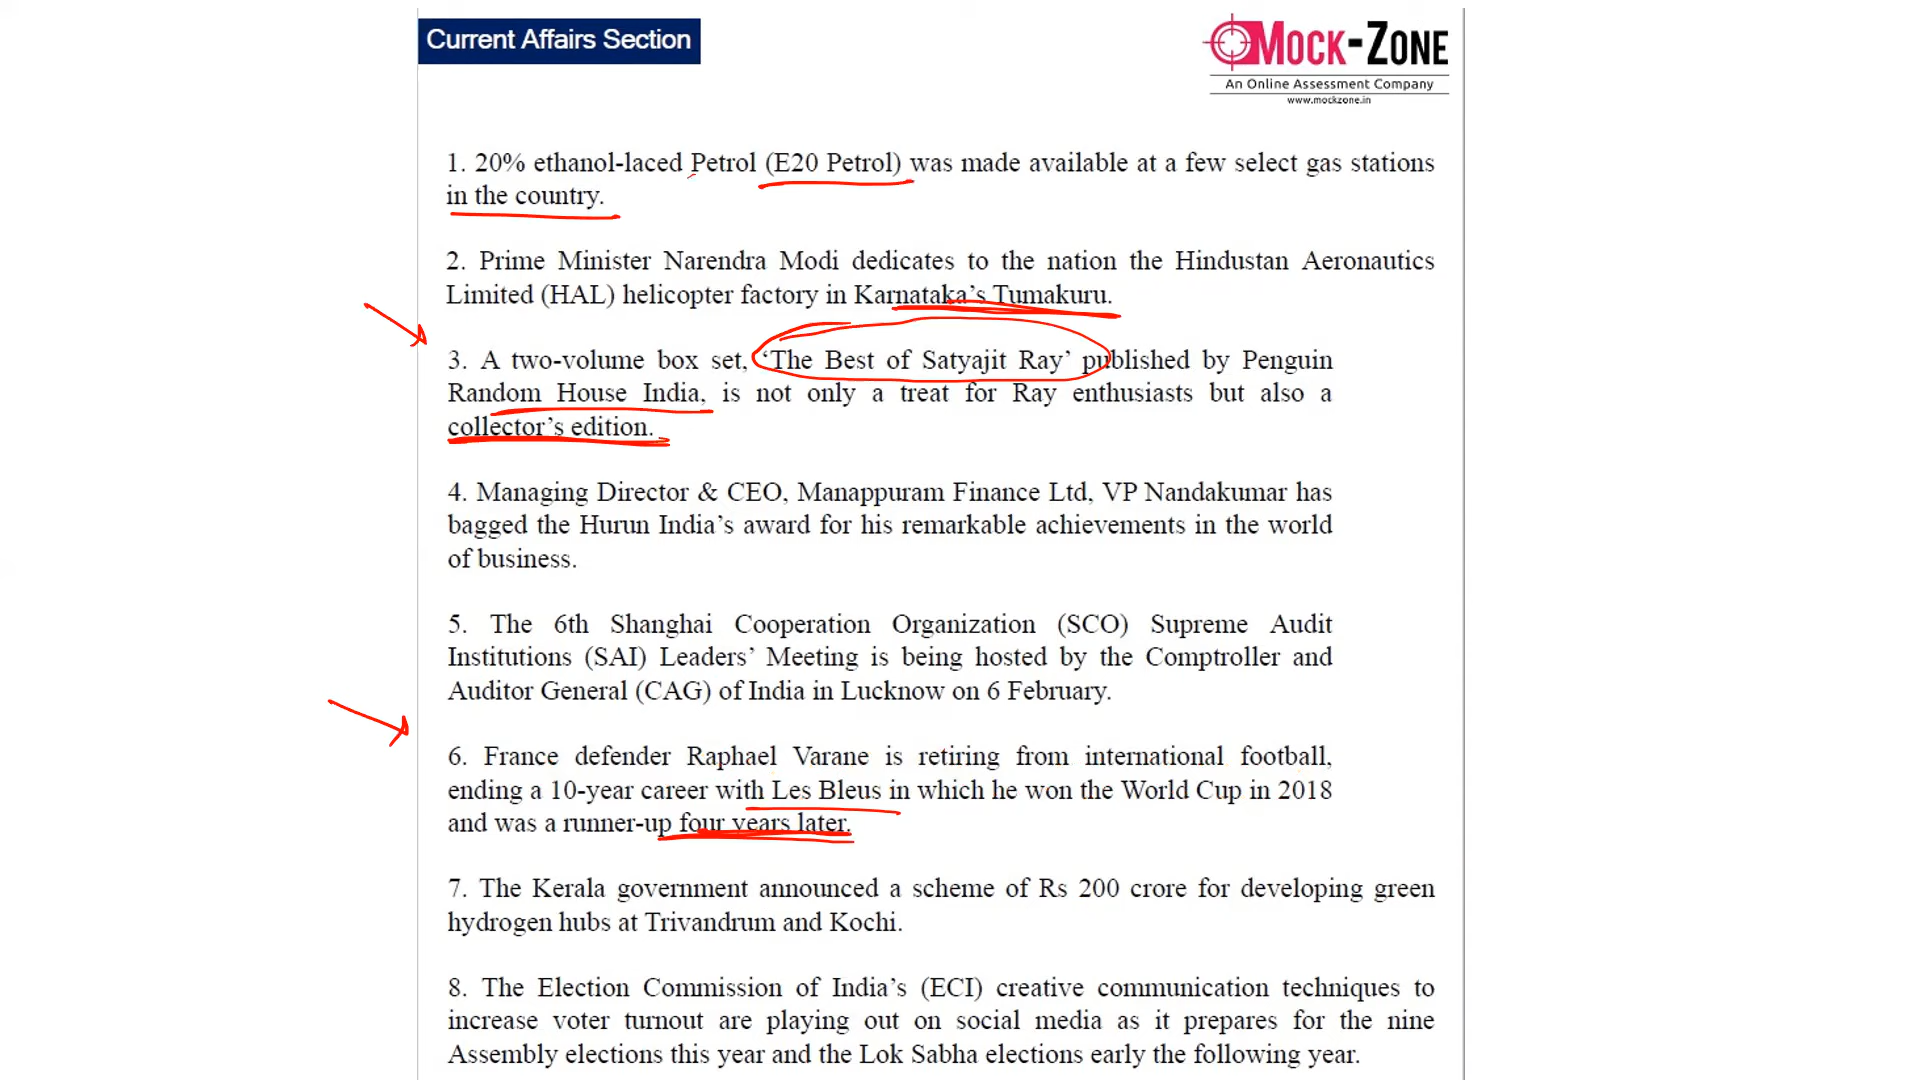 Current Affairs Section
MOCK-ZONE
An Online Assessment Company
www.mockzone.in
1. 20% ethanol-laced Petrol (E20 Petrol) was made available at a few select gas stations
in the country.
2. Prime Minister Narendra Modi dedicates to the nation the Hindustan Aeronautics
Limited (HAL) helicopter factory in Karnataka’s Tumakuru.
3. A two-volume box set, ‘The Best of Satyajit Ray’ published by Penguin
Random House India, is not only a treat for Ray enthusiasts but also a
collector’s edition.
4. Managing Director & CEO, Manappuram Finance Ltd, VP Nandakumar has
bagged the Hurun India’s award for his remarkable achievements in the world
of business.
5. The 6th Shanghai Cooperation Organization (SCO) Supreme Audit
Institutions (SAI) Leaders’ Meeting is being hosted by the Comptroller and
Auditor General (CAG) of India in Lucknow on 6 February.
6. France defender Raphael Varane is retiring from international football,
ending a 10-year career with Les Bleus in which he won the World Cup in 2018
and was a runner-up four years later.
7. The Kerala government announced a scheme of Rs 200 crore for developing green
hydrogen hubs at Trivandrum and Kochi.
8. The Election Commission of India’s (ECI) creative communication techniques to
increase voter turnout are playing out on social media as it prepares for the nine
Assembly elections this year and the Lok Sabha elections early the following year.